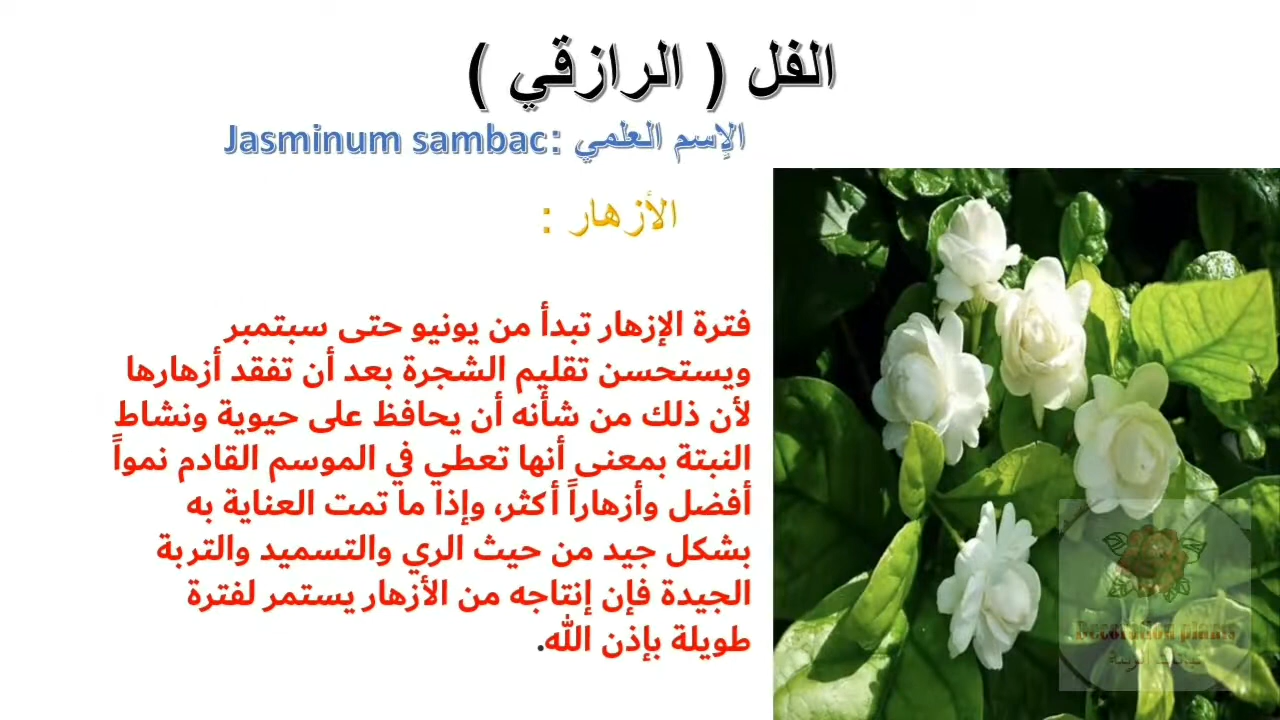 الفل ( الرازقي )
الإسم العلمي :Jasminum sambac
الأزهار :
فترة الإزهار تبدأ من يونيو حتى سبتمبر
ويستحسن تقليم الشجرة بعد أن تفقد أزهارها
لأن ذلك من شأنه أن يحافظ على حيوية ونشاط
النبتة بمعنى أنها تعطي في الموسم القادم نمواً
أفضل وأزهاراً أكثر، وإذا ما تمت العناية به
بشكل جيد من حيث الري والتسميد والتربة
الجيدة فإن إنتاجه من الأزهار يستمر لفترة
طويلة بإذن الله.
Decoration plants
نباتات الزينة